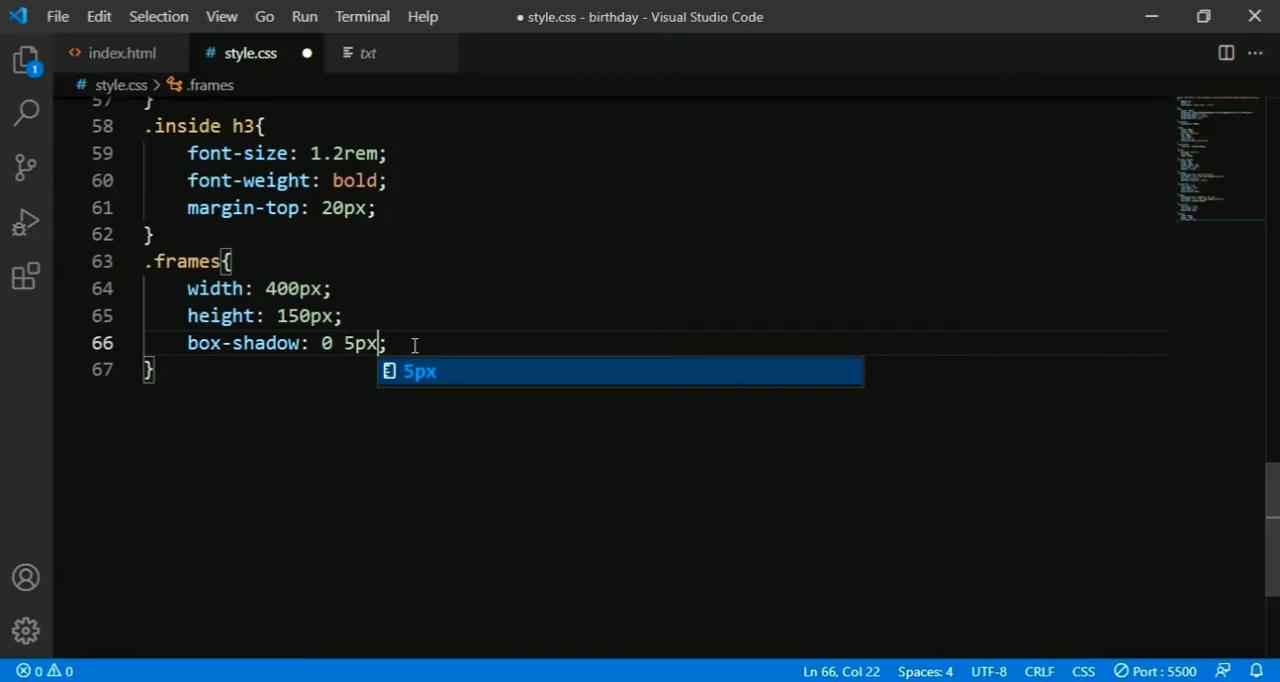 File Edit Selection View Go Run Terminal Help
● style.css - birthday - Visual Studio Code
<> index.html # style.css ● txt
# style.css > .frames
57 }
58 .inside h3{
59 font-size: 1.2rem;
60 font-weight: bold;
61 margin-top: 20px;
62 }
63 .frames{
64 width: 400px;
65 height: 150px;
66 box-shadow: 0 5px;
5px
67 }
1
0 0 Ln 66, Col 22 Spaces: 4 UTF-8 CRLF CSS Port : 5500